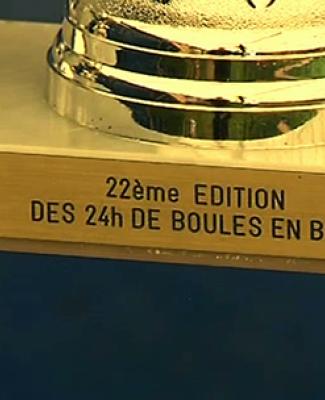 22ème EDITION
DES 24h DE BOULES EN B